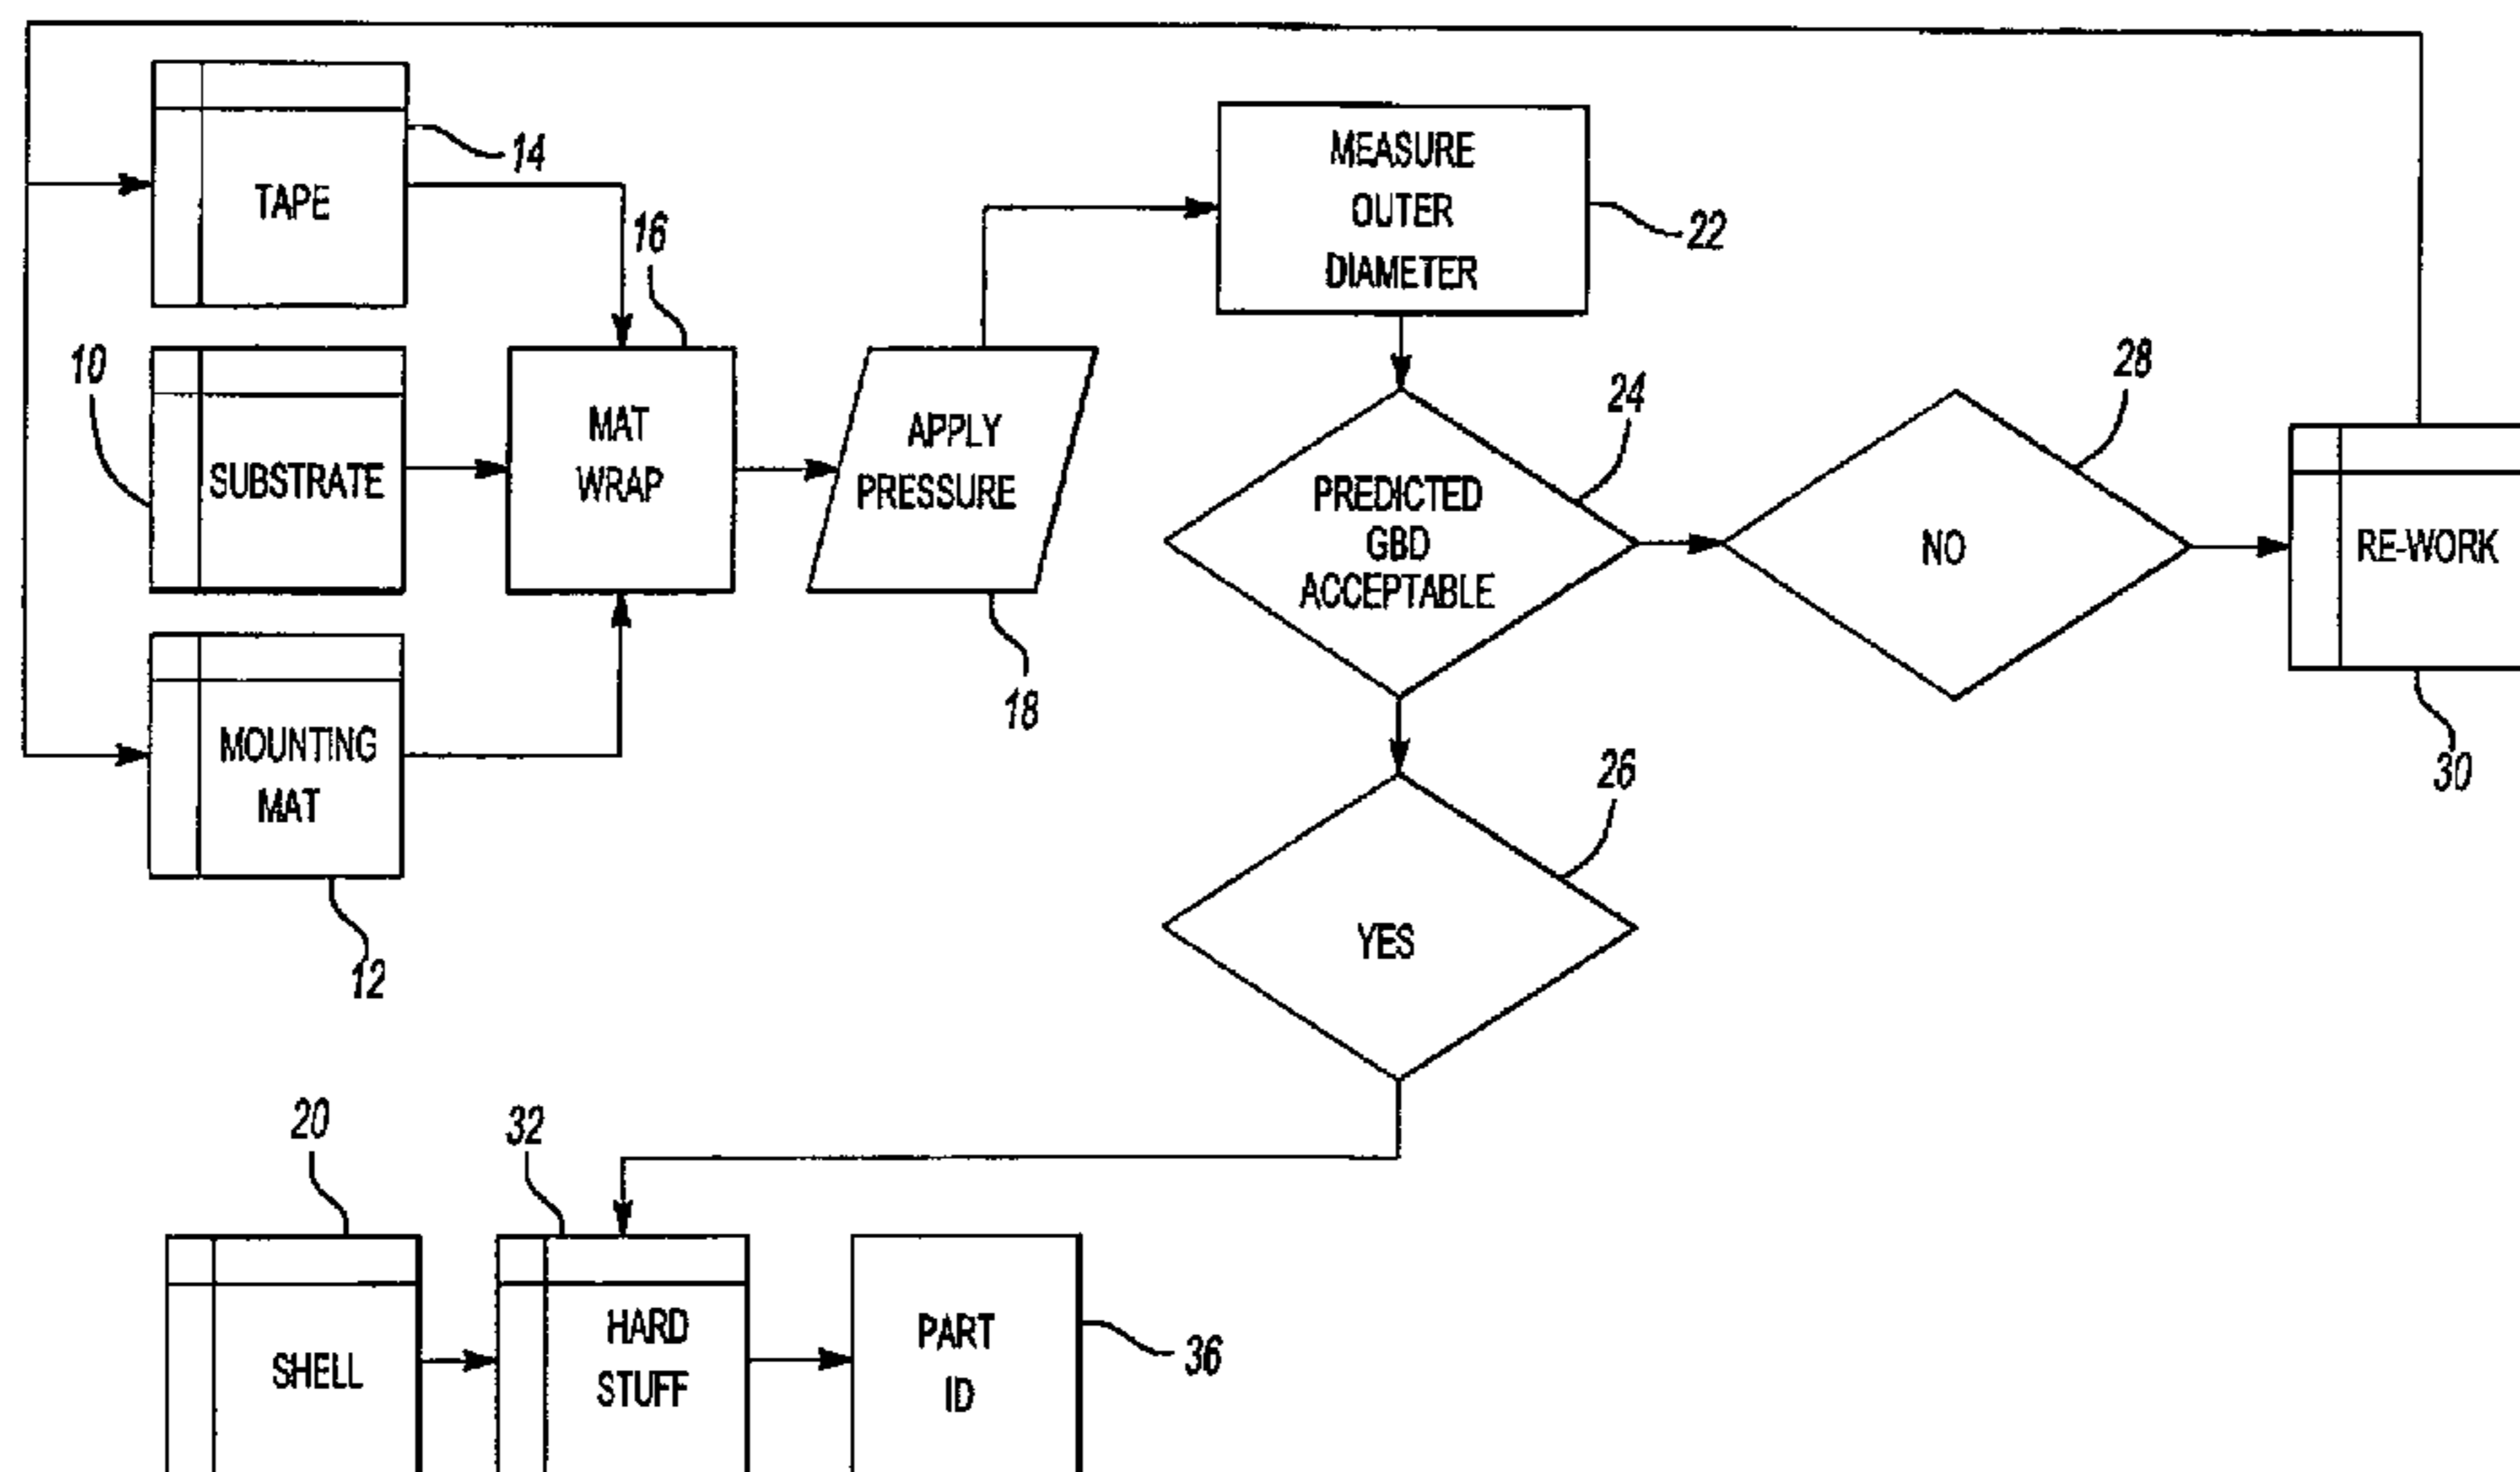 14
TAPE
16
MEASURE
OUTER
DIAMETER
22
10
SUBSTRATE
MAT
WRAP
APPLY
PRESSURE
18
24
PREDICTED
GBD
ACCEPTABLE
28
NO
RE-WORK
30
MOUNTING
MAT
12
26
YES
20
SHELL
32
HARD
STUFF
PART
ID
36